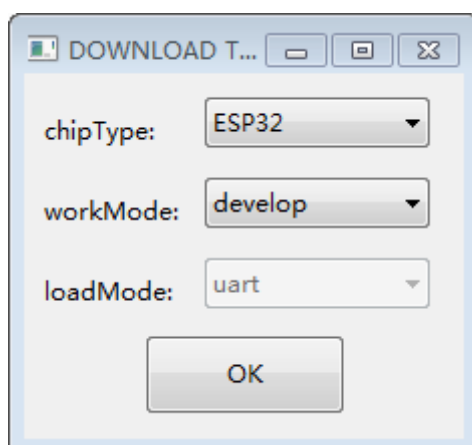 DOWNLOAD T...
chipType: ESP32
workMode: develop
loadMode: uart
OK